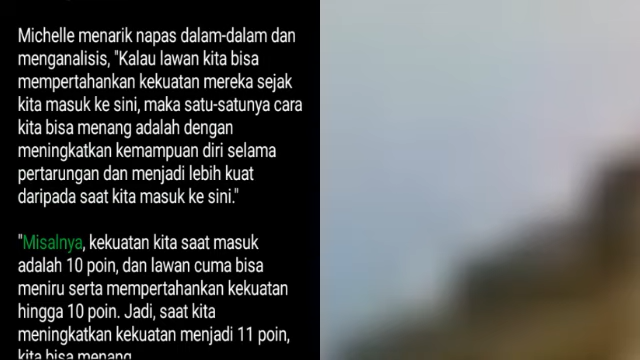 Michelle menarik napas dalam-dalam dan
menganalisis, "Kalau lawan kita bisa
mempertahankan kekuatan mereka sejak
kita masuk ke sini, maka satu-satunya cara
kita bisa menang adalah dengan
meningkatkan kemampuan diri selama
pertarungan dan menjadi lebih kuat
daripada saat kita masuk ke sini."
"Misalnya, kekuatan kita saat masuk
adalah 10 poin, dan lawan cuma bisa
meniru serta mempertahankan kekuatan
hingga 10 poin. Jadi, saat kita
meningkatkan kekuatan menjadi 11 poin,
kita bisa menang